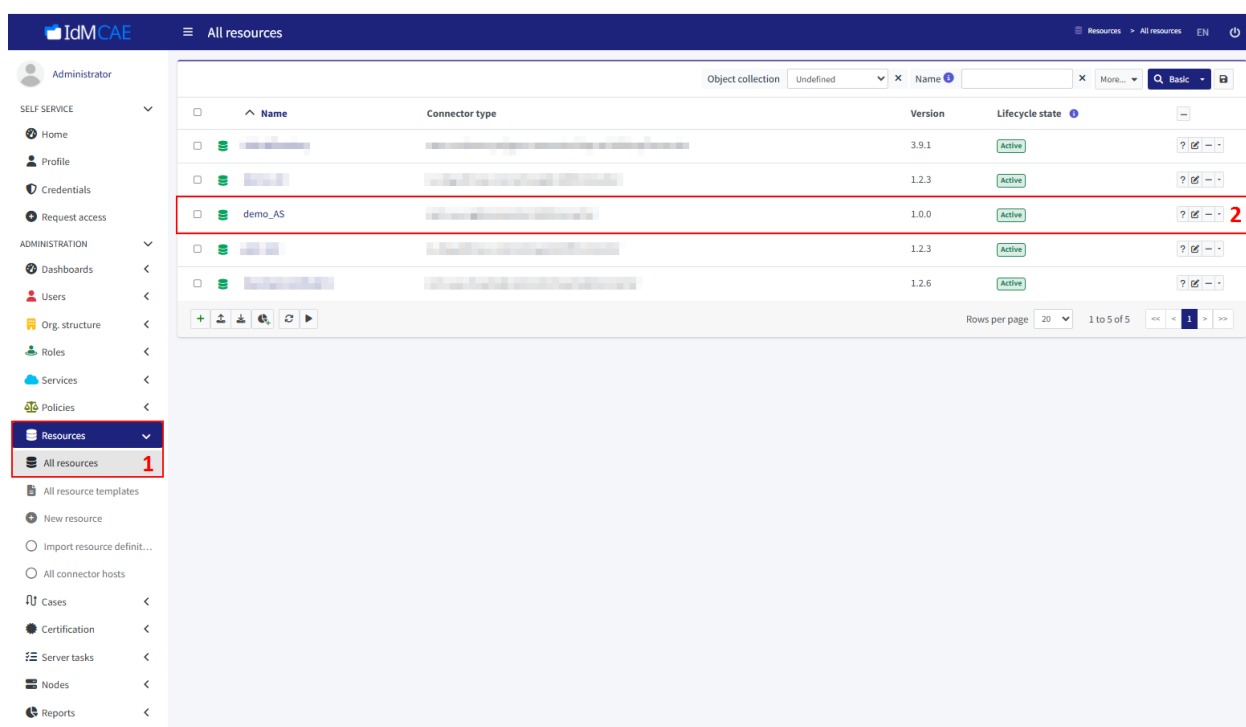 IdMCAE
All resources
Resources > All resources EN
Administrator
SELF SERVICE
Home
Profile
Credentials
Request access
ADMINISTRATION
Dashboards
Users
Org. structure
Roles
Services
Policies
Resources
All resources 1
All resource templates
New resource
Import resource definit...
All connector hosts
Cases
Certification
Server tasks
Nodes
Reports
Object collection Undefined × Name × More... Basic
Name Connector type Version Lifecycle state
3.9.1 Active
1.2.3 Active
demo_AS 1.0.0 Active 2
1.2.3 Active
1.2.6 Active
Rows per page 20 1 to 5 of 5 << < 1 > >>